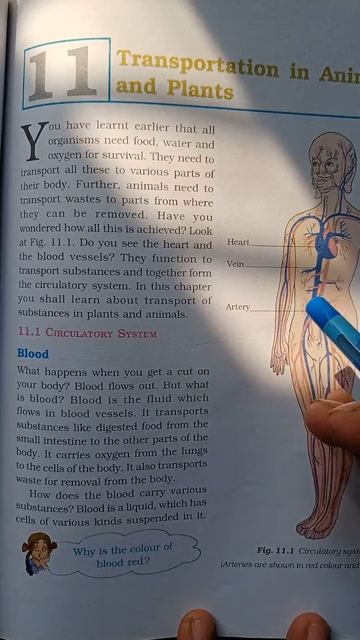 11
Transportation in
and Plants
You have learnt earlier that all
organisms need food, water and
oxygen for survival. They need to
transport all these to various parts of
their body. Further, animals need to
transport wastes to parts from where
they can be removed. Have you
wondered how all this is achieved? Look
at Fig. 11.1. Do you see the heart and
the blood vessels? They function to
transport substances and together form
the circulatory system. In this chapter
you shall learn about transport of
substances in plants and animals.
11.1 CIRCULATORY SYSTEM
Blood
What happens when you get a cut on
your body? Blood flows out. But what
is blood? Blood is the fluid which
flows in blood vessels. It transports
substances like digested food from the
small intestine to the other parts of the
body. It carries oxygen from the lungs
to the cells of the body. It also transports
waste for removal from the body.
How does the blood carry various
substances? Blood is a liquid, which has
cells of various kinds suspended in it.
Why is the colour of
blood red?
Heart
Vein
Artery
Fig. 11.1 Circulatory
(Arteries are shown in red colour and